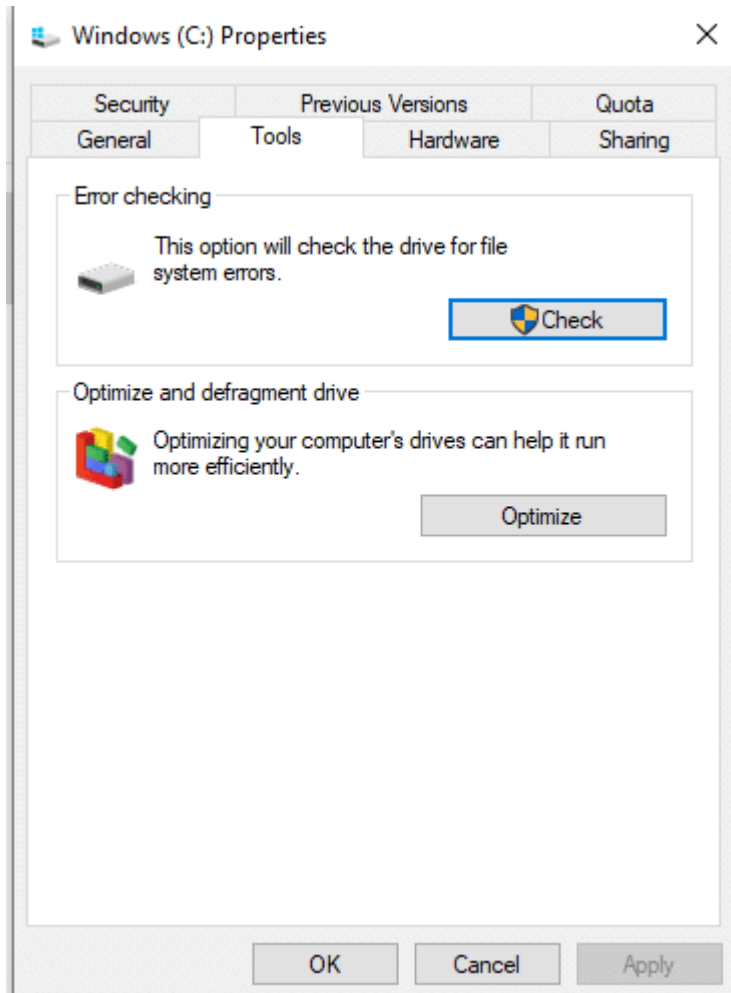 Windows (C:) Properties
Security Previous Versions Quota
General Tools Hardware Sharing
Error checking
This option will check the drive for file
system errors.
Check
Optimize and defragment drive
Optimizing your computer's drives can help it run
more efficiently.
Optimize
OK Cancel Apply